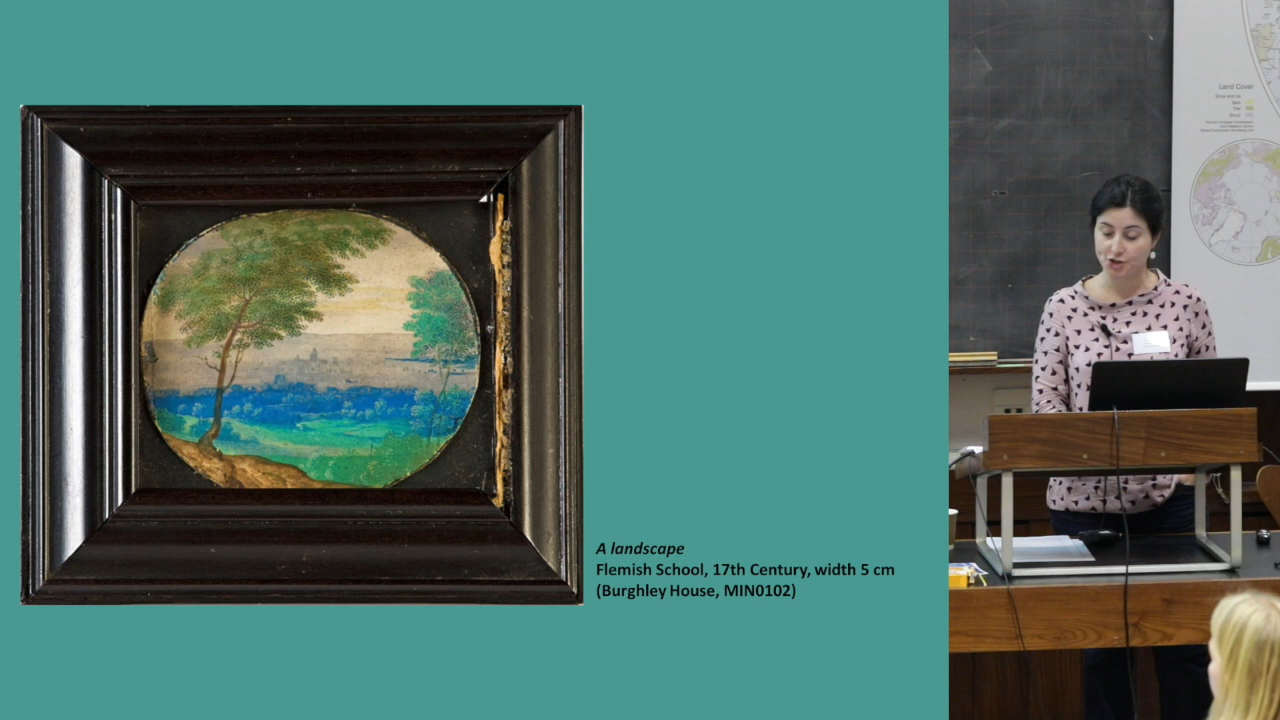 A landscape
Flemish School, 17th Century, width 5 cm
(Burghley House, MIN0102)
Land Cover